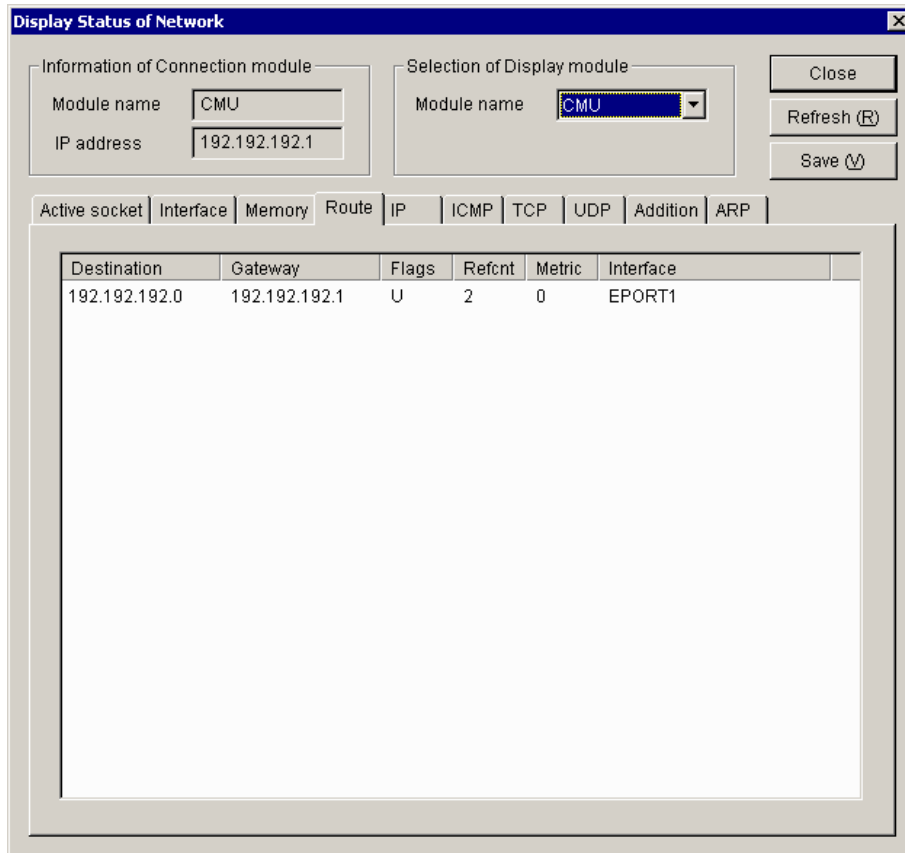 Display Status of Network
Information of Connection module
Module name CMU
IP address 192.192.192.1
Selection of Display module
Module name CMU
Close
Refresh (R)
Save (V)
Active socket Interface Memory Route IP ICMP TCP UDP Addition ARP
Destination Gateway Flags Refcnt Metric Interface
192.192.192.0 192.192.192.1 U 2 0 EPORT1